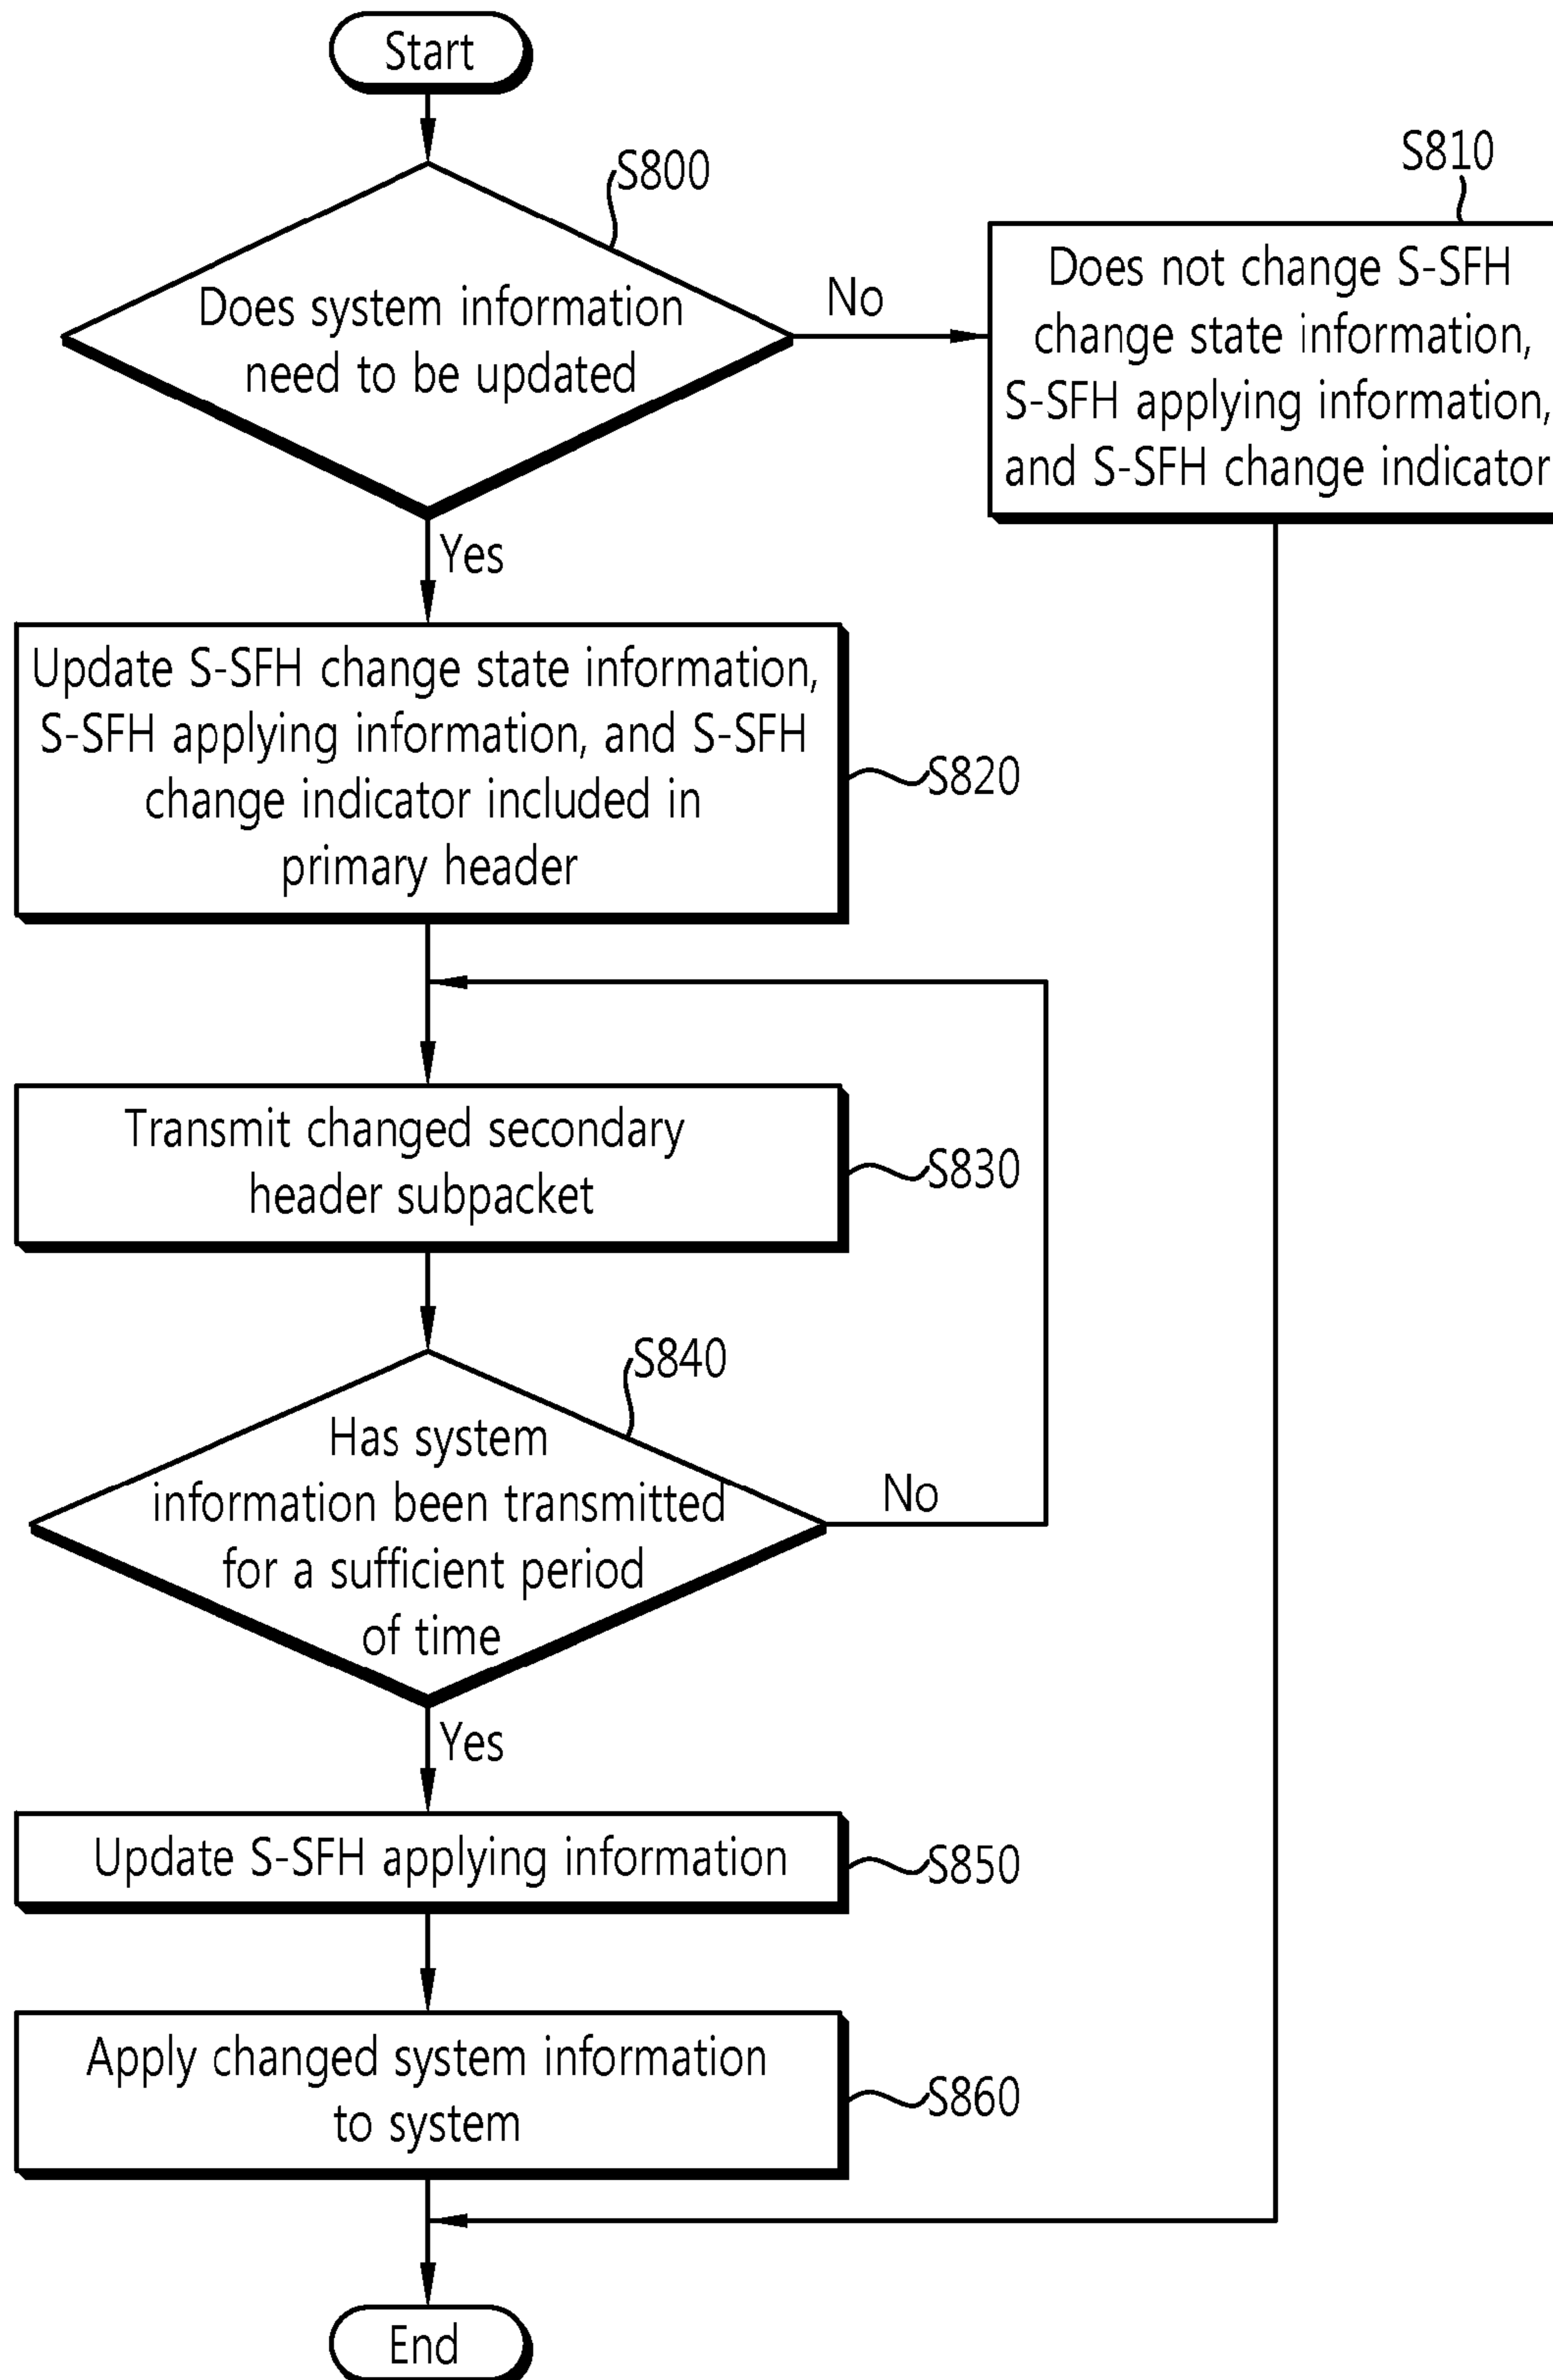 Start
S800
Does system information
need to be updated
No
S810
Does not change S-SFH
change state information,
S-SFH applying information,
and S-SFH change indicator
Yes
Update S-SFH change state information,
S-SFH applying information, and S-SFH
change indicator included in
primary header
S820
Transmit changed secondary
header subpacket
S830
S840
Has system
information been transmitted
for a sufficient period
of time
No
Yes
Update S-SFH applying information
S850
Apply changed system information
to system
S860
End